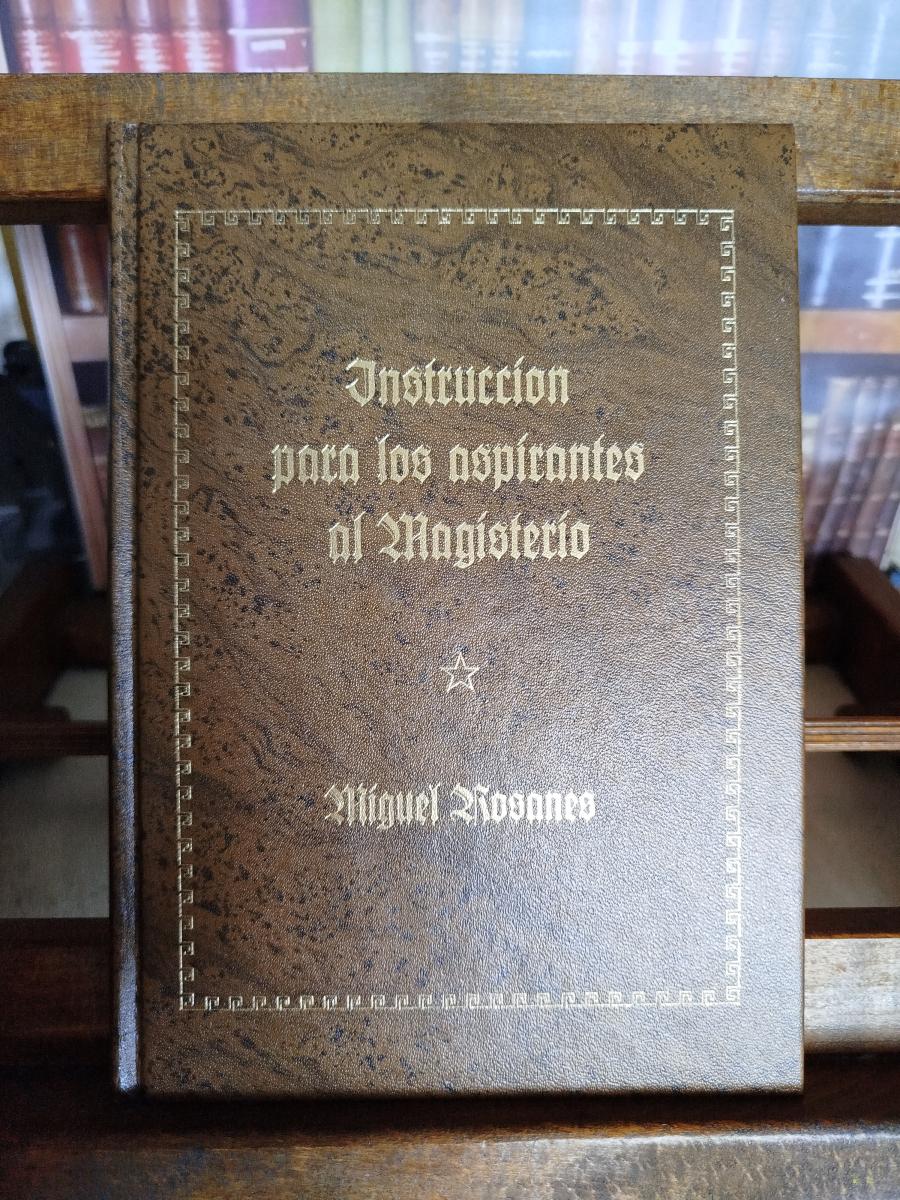 Instruccion
para los aspirantes
al Magisterio
Miguel Rosanes